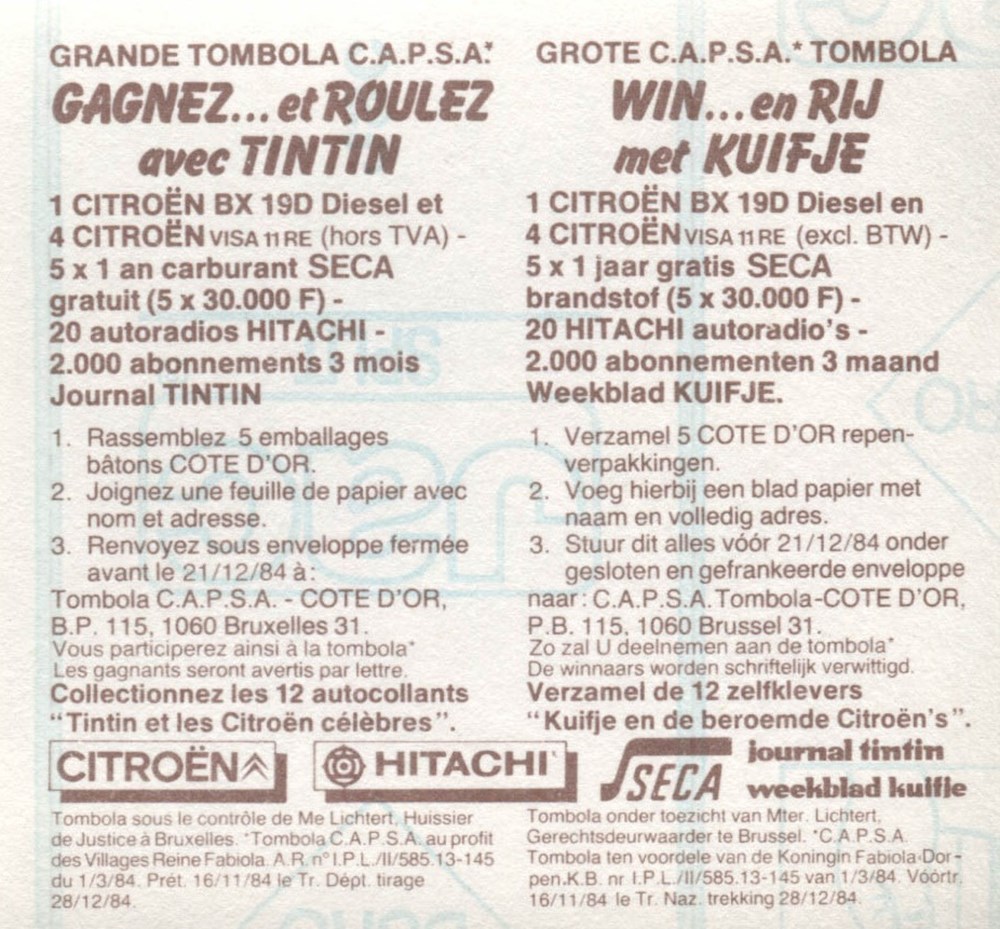 GRANDE TOMBOLA C.A.P.S.A.*
GAGNEZ... et ROULEZ
avec TINTIN
1 CITROËN BX 19D Diesel et
4 CITROËN VISA 11 RE (hors TVA) -
5 x 1 an carburant SECA
gratuit (5 x 30.000 F) -
20 autoradios HITACHI -
2.000 abonnements 3 mois
Journal TINTIN
1. Rassemblez 5 emballages
bâtons COTE D'OR.
2. Joignez une feuille de papier avec
nom et adresse.
3. Renvoyez sous enveloppe fermée
avant le 21/12/84 à:
Tombola C.A.P.S.A. - COTE D'OR,
B.P. 115, 1060 Bruxelles 31.
Vous participerez ainsi à la tombola*
Les gagnants seront avertis par lettre.
Collectionnez les 12 autocollants
"Tintin et les Citroën célèbres".
GROTE C.A.P.S.A.* TOMBOLA
WIN...en RIJ
met KUIFJE
1 CITROËN BX 19D Diesel en
4 CITROËN VISA 11 RE (excl. BTW) -
5 x 1 jaar gratis SECA
brandstof (5 x 30.000 F) -
20 HITACHI autoradio's -
2.000 abonnementen 3 maand
Weekblad KUIFJE.
1. Verzamel 5 COTE D'OR repen-
verpakkingen.
2. Voeg hierbij een blad papier met
naam en volledig adres.
3. Stuur dit alles vóór 21/12/84 onder
gesloten en gefrankeerde enveloppe
naar: C.A.P.S.A. Tombola-COTE D'OR,
P.B. 115, 1060 Brussel 31.
Zo zal U deelnemen aan de tombola*
De winnaars worden schriftelijk verwittigd.
Verzamel de 12 zelfklevers
"Kuifje en de beroemde Citroën's".
CITROËN
HITACHI
SECA
journal tintin
weekblad kuifje
Tombola sous le contrôle de Me Lichtert, Huissier
de Justice à Bruxelles. *Tombola C.A.P.S.A. au profit
des Villages Reine Fabiola. A.R. n° I.P.L./II/585.13-145
du 1/3/84. Prét. 16/11/84 le Tr. Dépt. tirage
28/12/84.
Tombola onder toezicht van Mter. Lichtert,
Gerechtsdeurwaarder te Brussel. *C.A.P.S.A.
Tombola ten voordele van de Koningin Fabiola-Dor-
pen.K.B. nr I.P.L./II/585.13-145 van 1/3/84. Vóórtr.
16/11/84 le Tr. Naz. trekking 28/12/84.